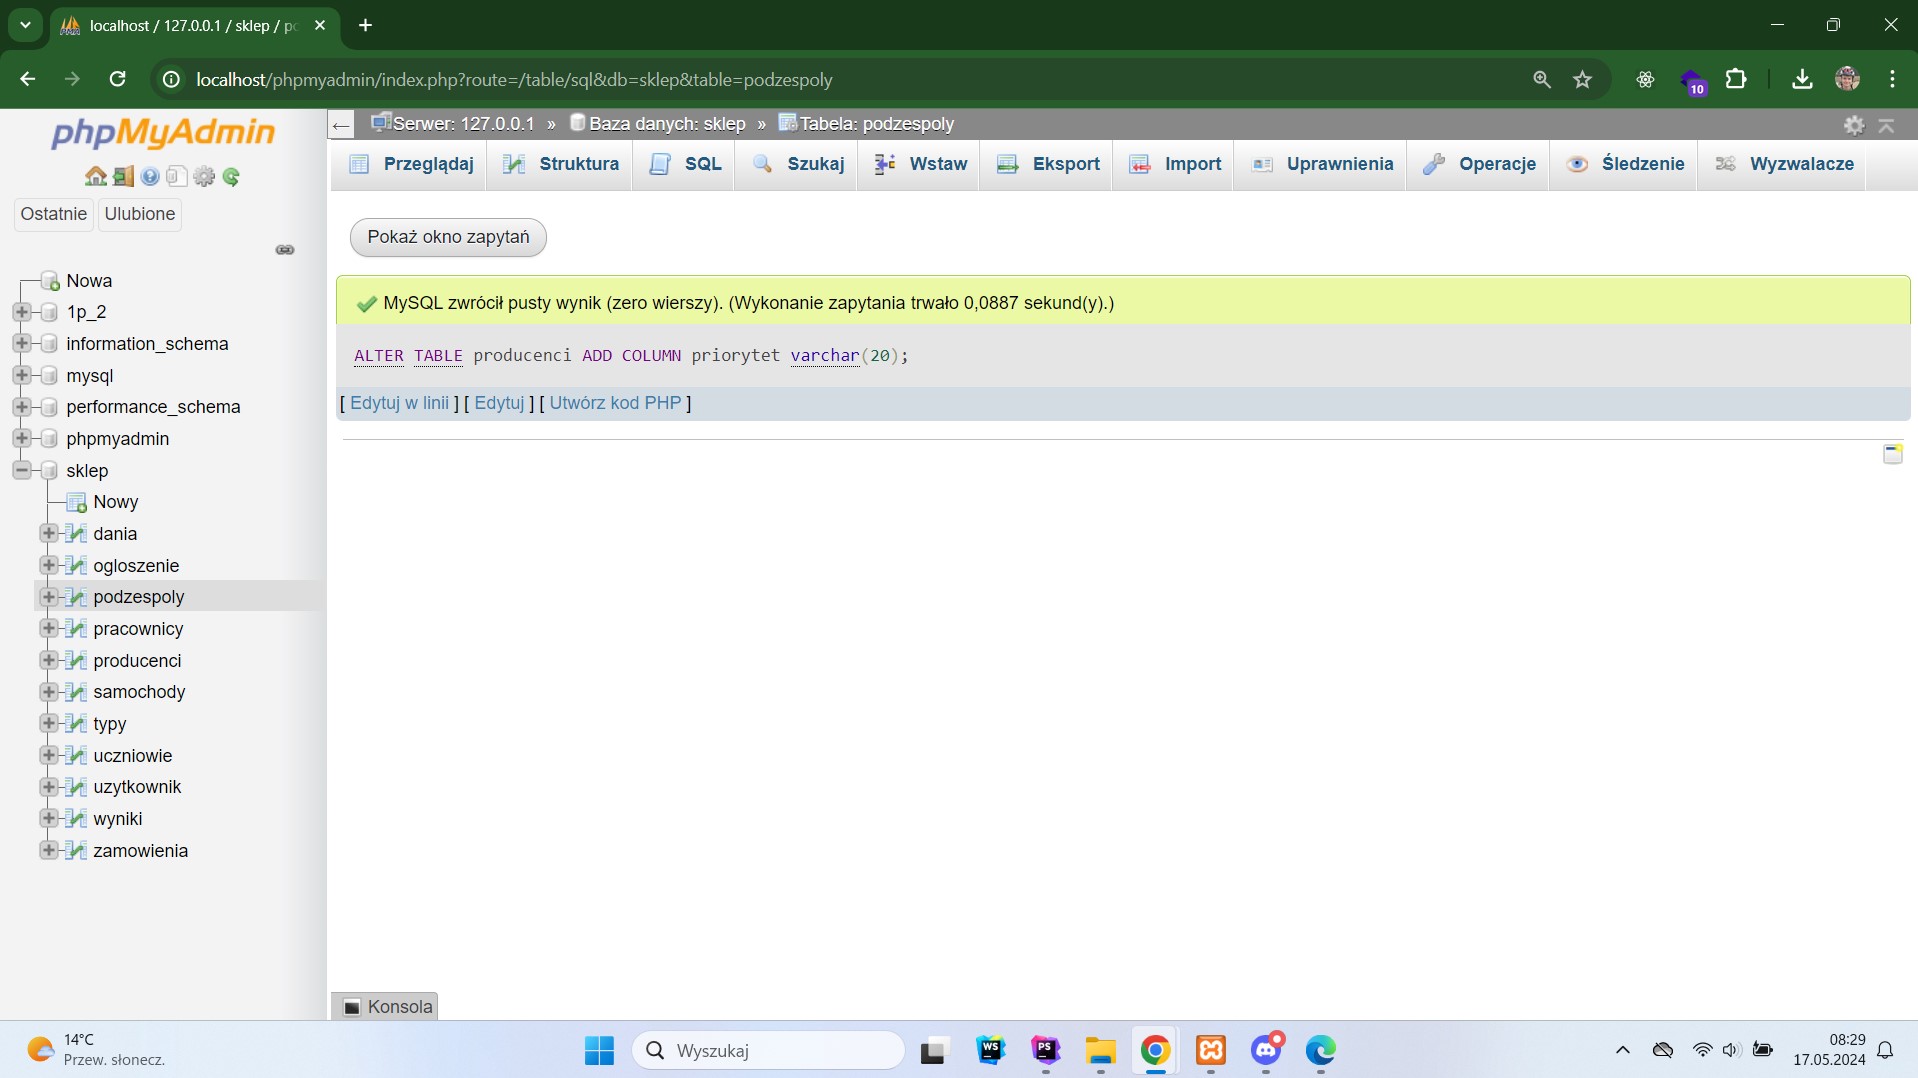 localhost / 127.0.0.1 / sklep / po
localhost/phpmyadmin/index.php?route=/table/sql&db=sklep&table=podzespoly
10
phpMyAdmin
Ostatnie Ulubione
Nowa
1p_2
information_schema
mysql
performance_schema
phpmyadmin
sklep
Nowy
dania
ogloszenie
podzespoly
pracownicy
producenci
samochody
typy
uczniowie
uzytkownik
wyniki
zamowienia
Serwer: 127.0.0.1 » Baza danych: sklep » Tabela: podzespoly
Przeglądaj Struktura SQL Szukaj Wstaw Eksport Import Uprawnienia Operacje Śledzenie Wyzwalacze
Pokaż okno zapytań
MySQL zwrócił pusty wynik (zero wierszy). (Wykonanie zapytania trwało 0,0887 sekund(y).)
ALTER TABLE producenci ADD COLUMN priorytet varchar(20);
[ Edytuj w linii ] [ Edytuj ] [ Utwórz kod PHP ]
Konsola
14°C
Przew. słonecz.
Wyszukaj
WS
PS
08:29
17.05.2024